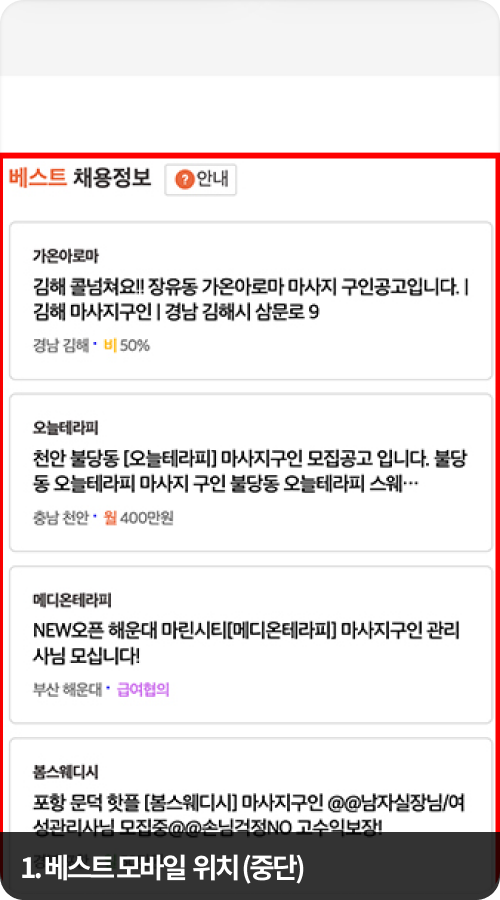 베스트 채용정보 ? 안내
가온아로마
김해 콜넘쳐요!! 장유동 가온아로마 마사지 구인공고입니다. |
김해 마사지구인 | 경남 김해시 삼문로 9
경남 김해 · 비 50%
오늘테라피
천안 불당동 [오늘테라피] 마사지구인 모집공고 입니다. 불당
동 오늘테라피 마사지 구인 불당동 오늘테라피 스웨…
충남 천안 · 월 400만원
메디온테라피
NEW오픈 해운대 마린시티[메디온테라피] 마사지구인 관리
사님 모십니다!
부산 해운대 · 급여협의
봄스웨디시
포항 문덕 핫플 [봄스웨디시] 마사지구인 @@남자실장님/여
성관리사님 모집중@@손님걱정NO 고수익보장!
1. 베스트 모바일 위치 (중단)